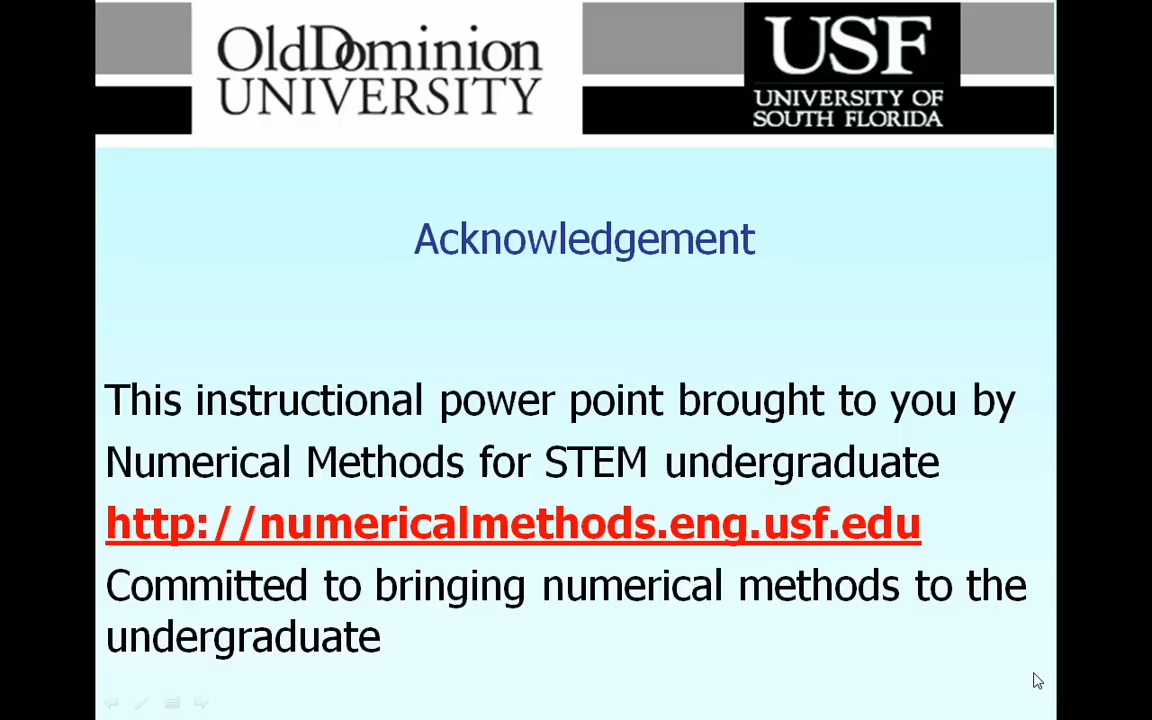 OldDominion
UNIVERSITY
USF
UNIVERSITY OF
SOUTH FLORIDA
Acknowledgement
This instructional power point brought to you by
Numerical Methods for STEM undergraduate
http://numericalmethods.eng.usf.edu
Committed to bringing numerical methods to the
undergraduate